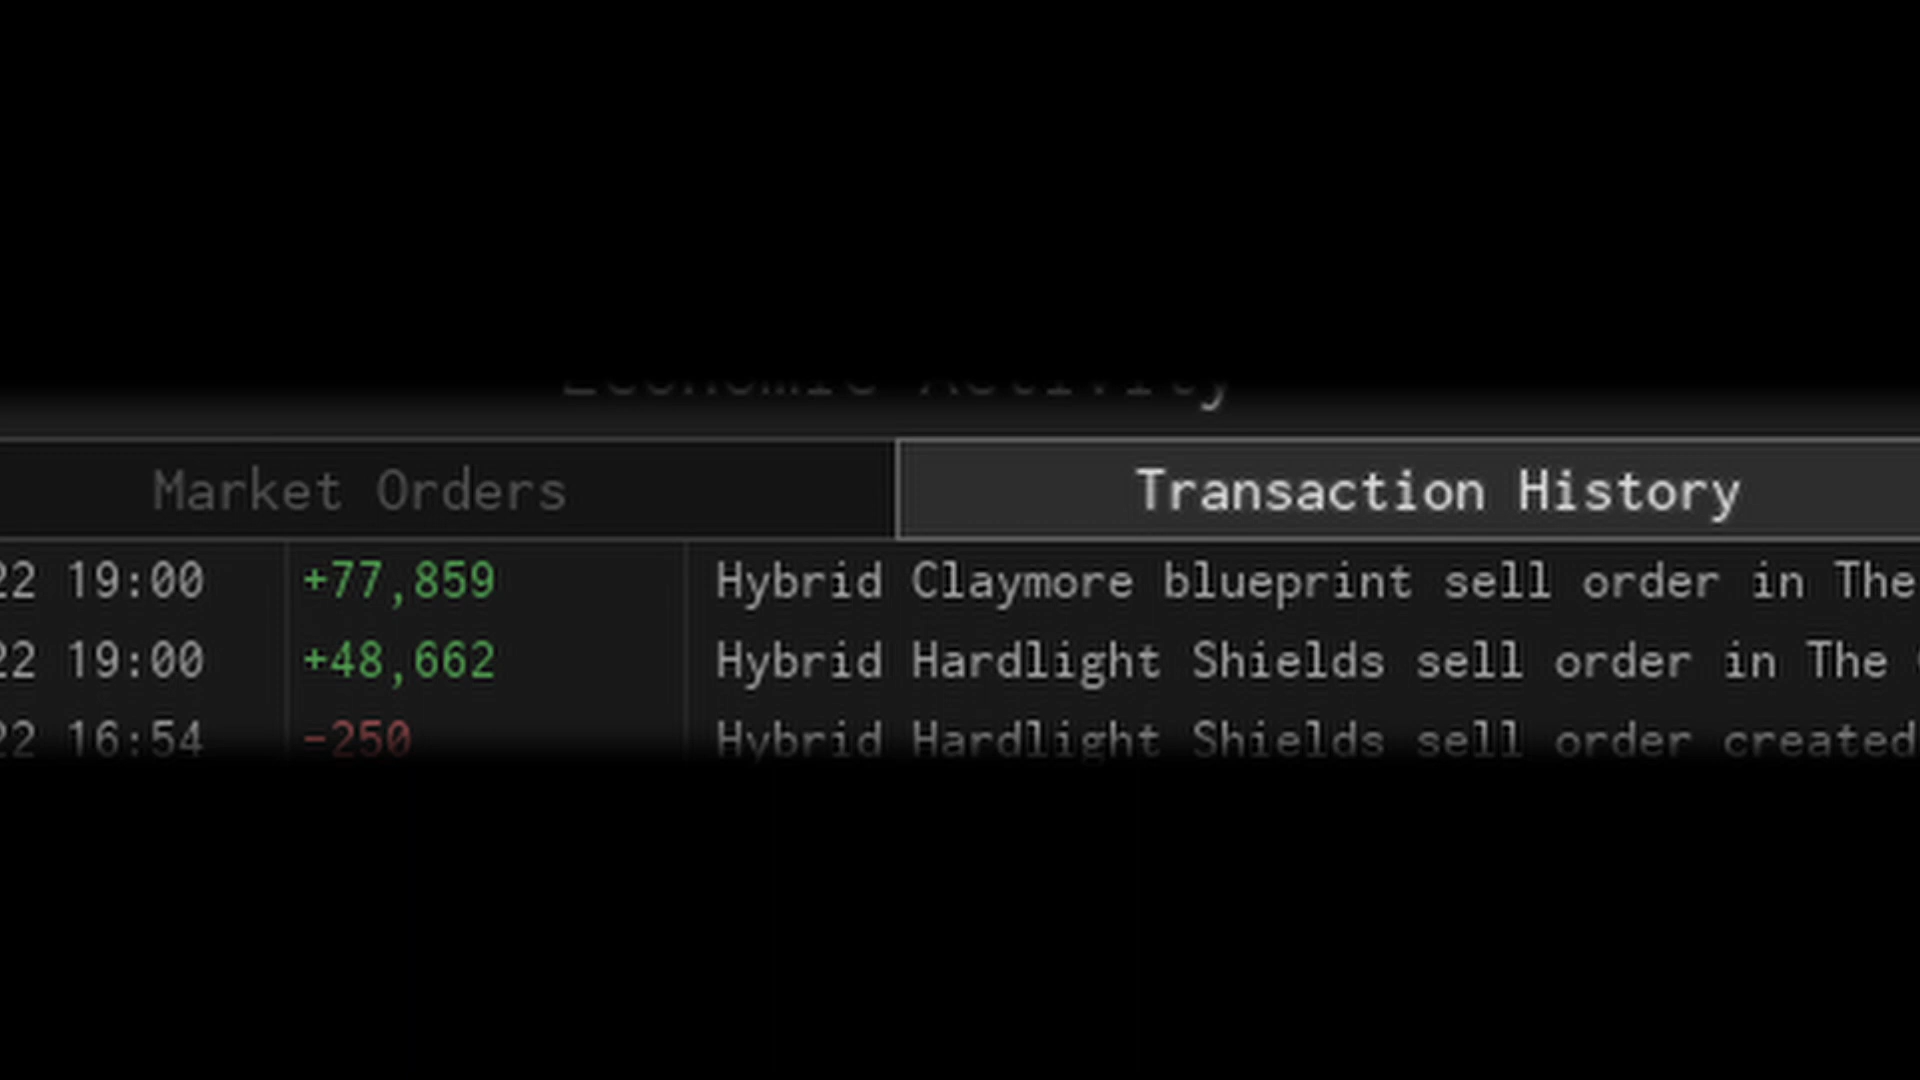 Economic Activity
Market Orders
Transaction History
22 19:00 +77,859 Hybrid Claymore blueprint sell order in The
22 19:00 +48,662 Hybrid Hardlight Shields sell order in The
22 16:54 -250 Hybrid Hardlight Shields sell order created